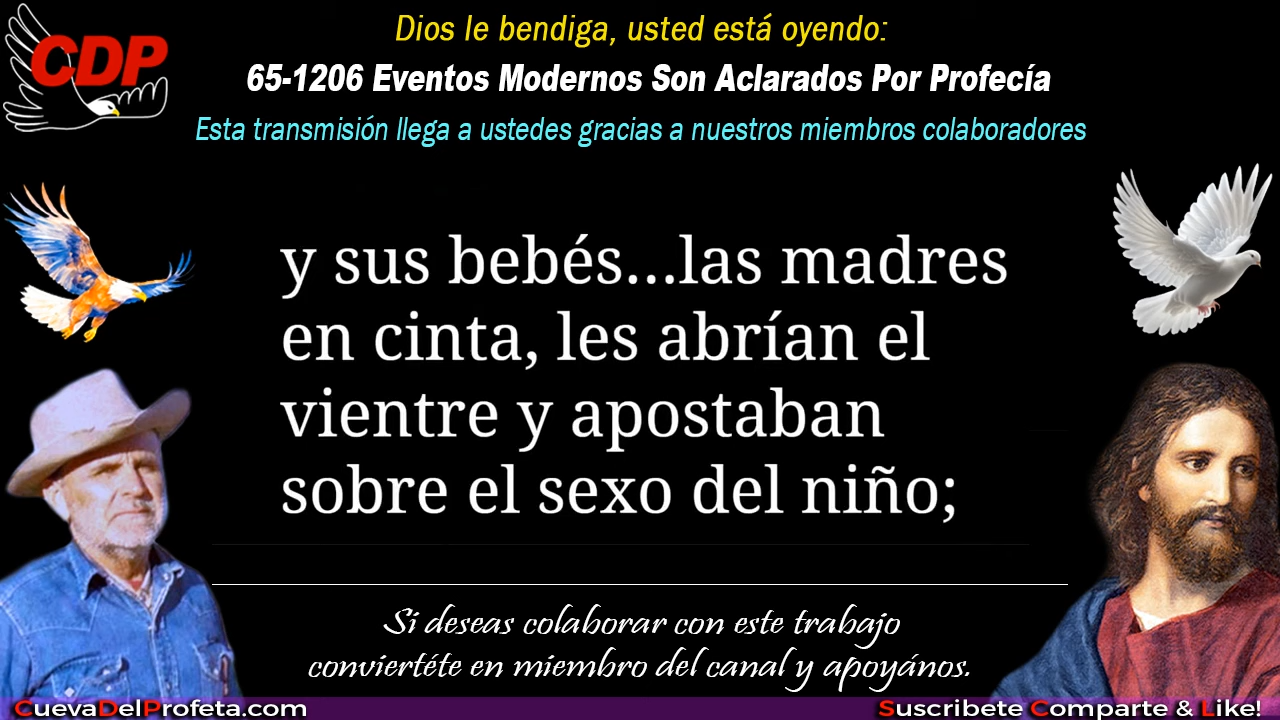 CDP
Dios le bendiga, usted está oyendo:
65-1206 Eventos Modernos Son Aclarados Por Profecía
Esta transmisión llega a ustedes gracias a nuestros miembros colaboradores
y sus bebés...las madres
en cinta, les abrían el
vientre y apostaban
sobre el sexo del niño;
Si deseas colaborar con este trabajo
conviertéte en miembro del canal y apoyános.
CuevaDelProfeta.com
Suscribete Comparte & Like!